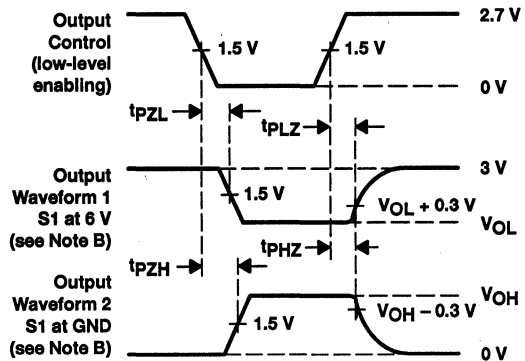 Output
Control
(low-level
enabling)
1.5 V
1.5 V
2.7 V
0 V
tPZL
tPLZ
Output
Waveform 1
S1 at 6 V
(see Note B)
1.5 V
3 V
VOL + 0.3 V
VOL
tPZH
tPHZ
Output
Waveform 2
S1 at GND
(see Note B)
1.5 V
VOH
VOH − 0.3 V
0 V